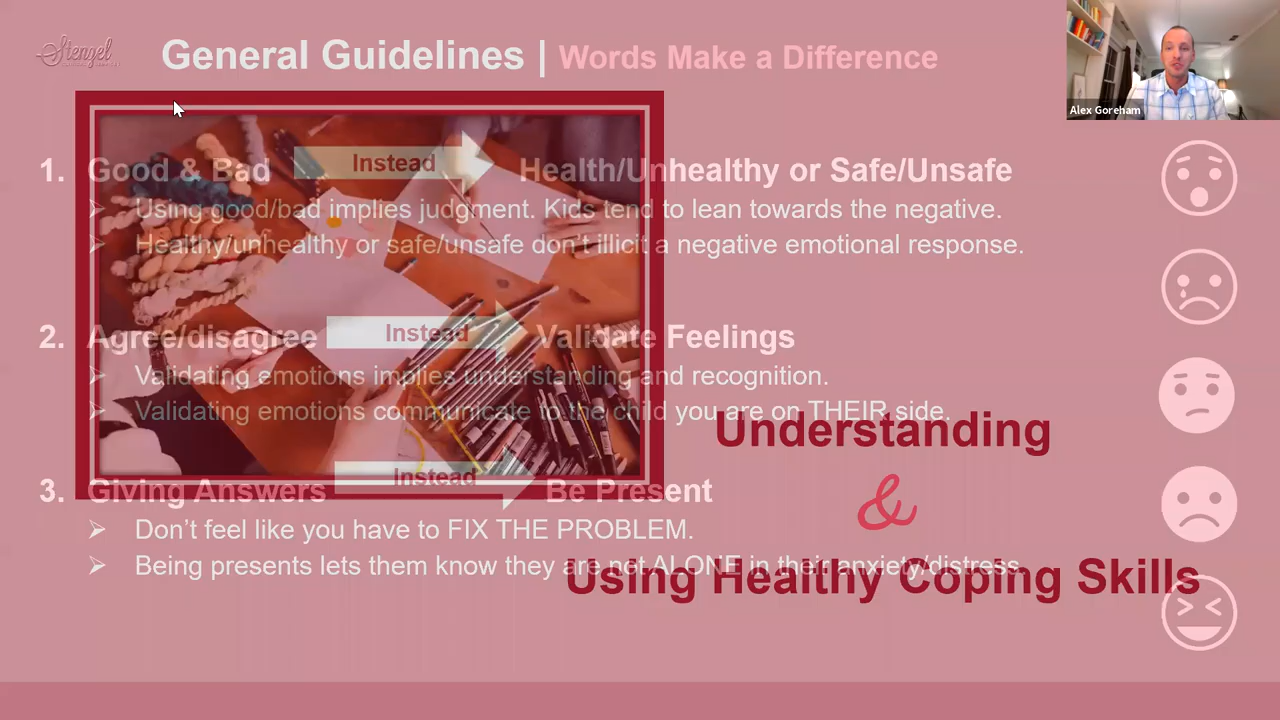 Stenzel
General Guidelines | Words Make a Difference
Alex Goreham
1. Good & Bad Instead Health/Unhealthy or Safe/Unsafe
Using good/bad implies judgment. Kids tend to lean towards the negative.
Healthy/unhealthy or safe/unsafe don't illicit a negative emotional response.
2. Agree/disagree Instead Validate Feelings
Validating emotions implies understanding and recognition.
Validating emotions communicate to the child you are on THEIR side.
Understanding
3. Giving Answers Instead Be Present
&
Don't feel like you have to FIX THE PROBLEM.
Being presents lets them know they are not ALONE in their anxiety/distress.
Using Healthy Coping Skills